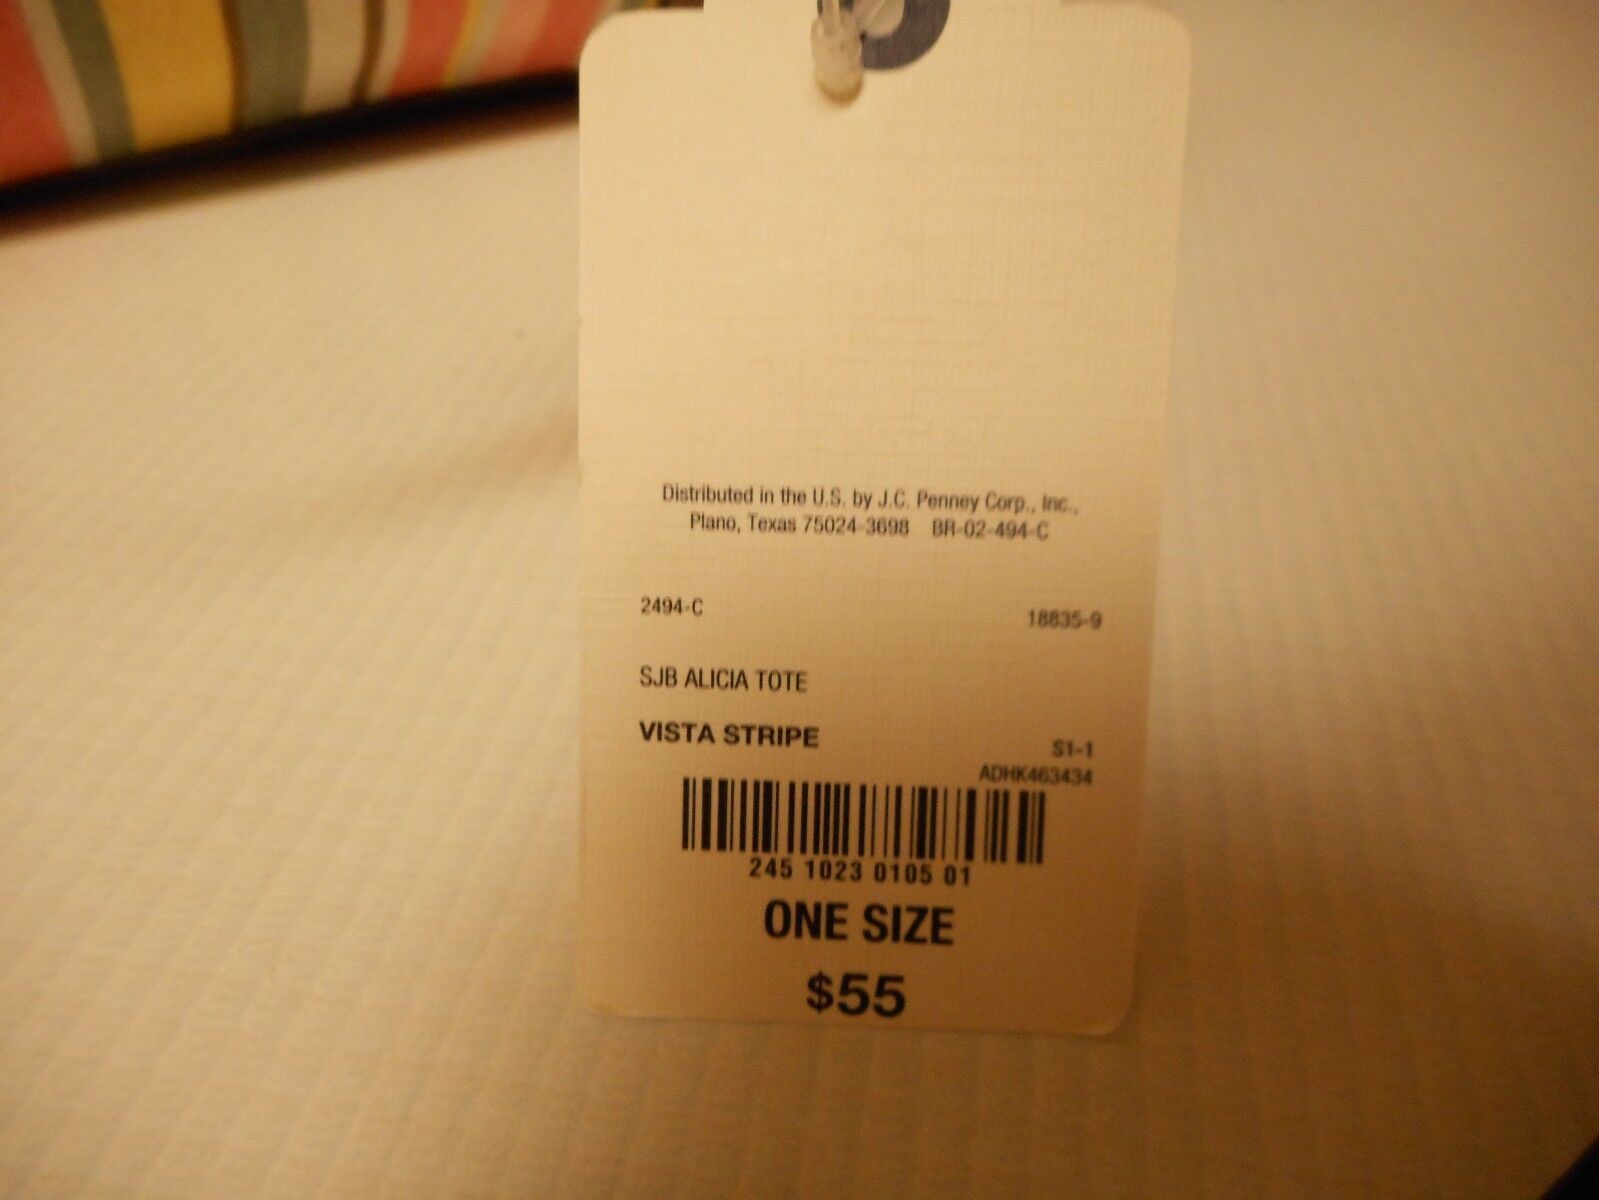 Distributed in the U.S. by J.C. Penney Corp., Inc.,
Plano, Texas 75024-3698 BR-02-494-C
2494-C 18835-9
SJB ALICIA TOTE
VISTA STRIPE S1-1
ADHK463434
245 1023 0105 01
ONE SIZE
$55